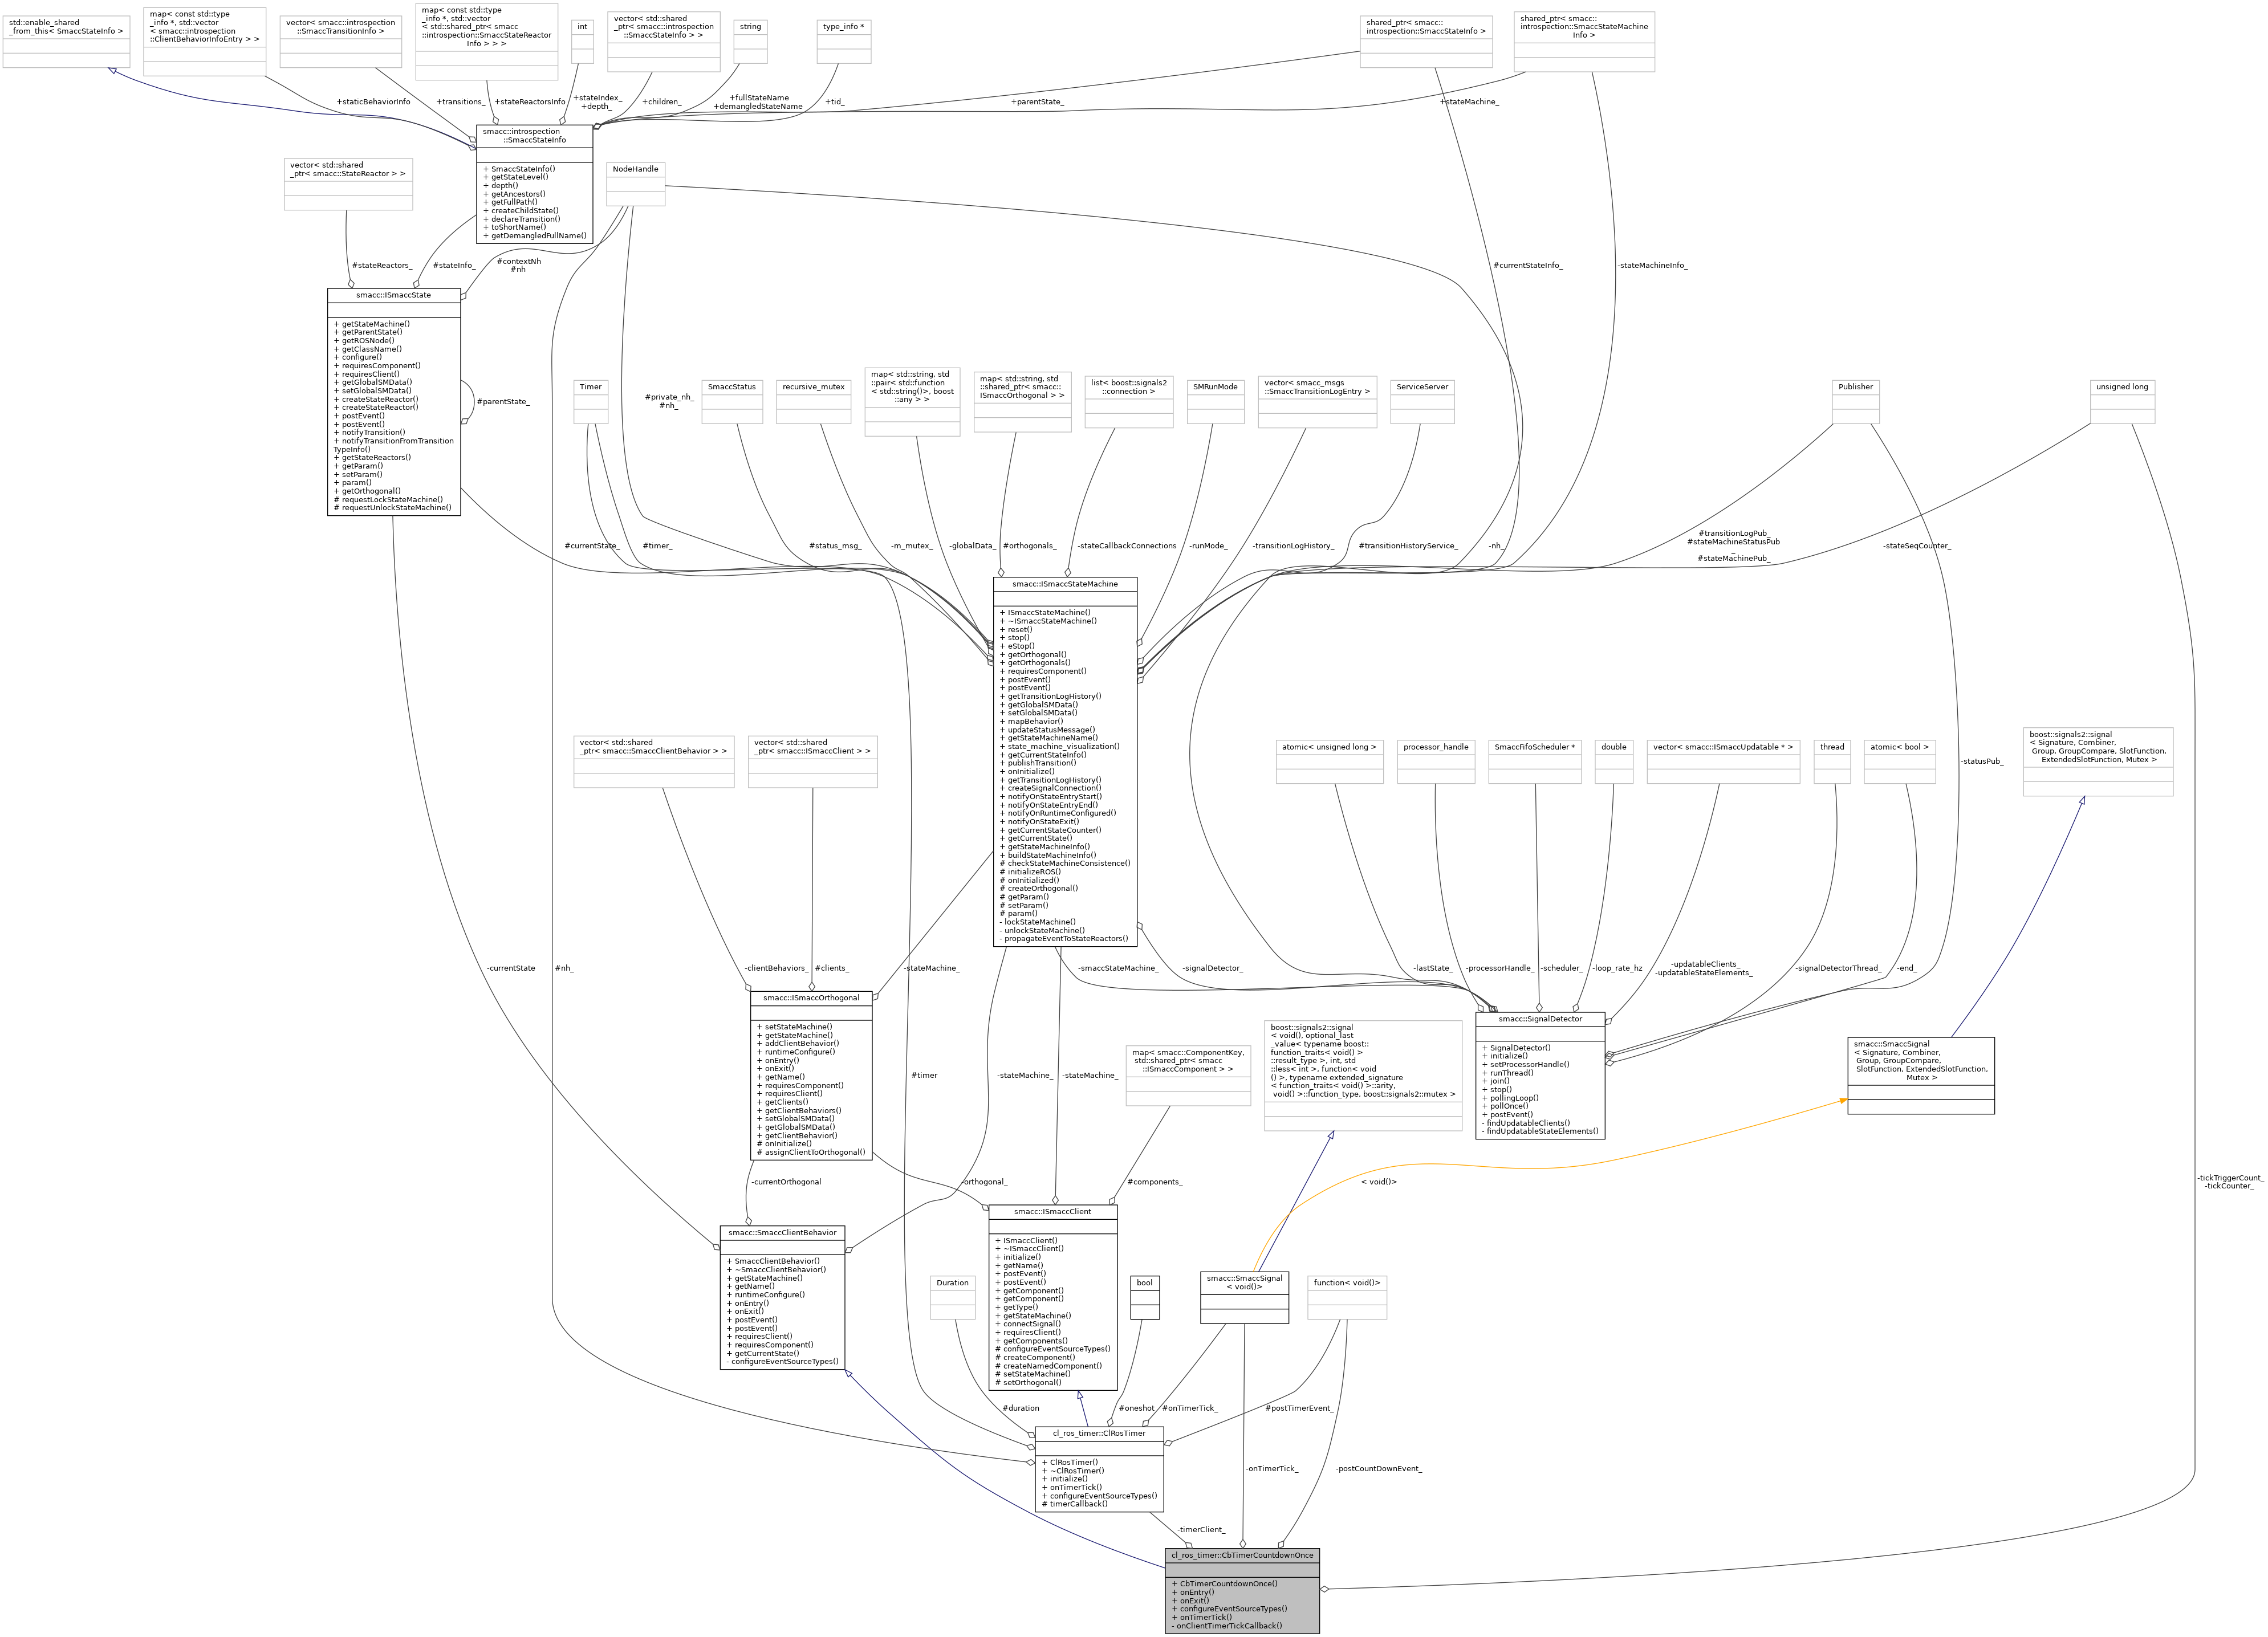 std::enable_shared
_from_this< SmaccStateInfo >
map< const std::type
_info *, std::vector
< smacc::introspection
::ClientBehaviorInfoEntry > >
vector< smacc::introspection
::SmaccTransitionInfo >
map< const std::type
_info *, std::vector
< std::shared_ptr< smacc
::introspection::SmaccStateReactor
Info > > >
int
vector< std::shared
_ptr< smacc::introspection
::SmaccStateInfo > >
string
type_info *
shared_ptr< smacc::
introspection::SmaccStateInfo >
shared_ptr< smacc::
introspection::SmaccStateMachine
Info >
+staticBehaviorInfo
+transitions_
+stateReactorsInfo
+stateIndex_
+depth_
+children_
+fullStateName
+demangledStateName
+tid_
+parentState_
+stateMachine_
smacc::introspection
::SmaccStateInfo
+ SmaccStateInfo()
+ getStateLevel()
+ depth()
+ getAncestors()
+ getFullPath()
+ createChildState()
+ declareTransition()
+ toShortName()
+ getDemangledFullName()
vector< std::shared
_ptr< smacc::StateReactor > >
NodeHandle
#stateReactors_
#stateInfo_
#contextNh
#nh
#currentStateInfo_
-stateMachineInfo_
smacc::ISmaccState
+ getStateMachine()
+ getParentState()
+ getROSNode()
+ getClassName()
+ configure()
+ requiresComponent()
+ requiresClient()
+ getGlobalSMData()
+ setGlobalSMData()
+ createStateReactor()
+ createStateReactor()
+ postEvent()
+ postEvent()
+ notifyTransition()
+ notifyTransitionFromTransition
TypeInfo()
+ getStateReactors()
+ getParam()
+ setParam()
+ param()
+ getOrthogonal()
# requestLockStateMachine()
# requestUnlockStateMachine()
#parentState_
Timer
#private_nh_
#nh_
SmaccStatus
recursive_mutex
map< std::string, std
::pair< std::function
< std::string()>, boost
::any > >
map< std::string, std
::shared_ptr< smacc::
ISmaccOrthogonal > >
list< boost::signals2
::connection >
SMRunMode
vector< smacc_msgs
::SmaccTransitionLogEntry >
ServiceServer
Publisher
unsigned long
#currentState_
#timer_
#status_msg_
-m_mutex_
-globalData_
#orthogonals_
-stateCallbackConnections
-runMode_
-transitionLogHistory_
#transitionHistoryService_
-nh_
#transitionLogPub_
#stateMachineStatusPub
_
#stateMachinePub_
-stateSeqCounter_
smacc::ISmaccStateMachine
+ ISmaccStateMachine()
+ ~ISmaccStateMachine()
+ reset()
+ stop()
+ eStop()
+ getOrthogonal()
+ getOrthogonals()
+ requiresComponent()
+ postEvent()
+ postEvent()
+ getTransitionLogHistory()
+ getGlobalSMData()
+ setGlobalSMData()
+ mapBehavior()
+ updateStatusMessage()
+ getStateMachineName()
+ state_machine_visualization()
+ getCurrentStateInfo()
+ publishTransition()
+ onInitialize()
+ getTransitionLogHistory()
+ createSignalConnection()
+ notifyOnStateEntryStart()
+ notifyOnStateEntryEnd()
+ notifyOnRuntimeConfigured()
+ notifyOnStateExit()
+ getCurrentStateCounter()
+ getCurrentState()
+ getStateMachineInfo()
+ buildStateMachineInfo()
# checkStateMachineConsistence()
# initializeROS()
# onInitialized()
# createOrthogonal()
# getParam()
# setParam()
# param()
- lockStateMachine()
- unlockStateMachine()
- propagateEventToStateReactors()
vector< std::shared
_ptr< smacc::SmaccClientBehavior > >
vector< std::shared
_ptr< smacc::ISmaccClient > >
atomic< unsigned long >
processor_handle
SmaccFifoScheduler *
double
vector< smacc::ISmaccUpdatable * >
thread
atomic< bool >
-statusPub_
boost::signals2::signal
< Signature, Combiner,
Group, GroupCompare, SlotFunction,
ExtendedSlotFunction, Mutex >
-currentState
#nh_
-clientBehaviors_
#clients_
-stateMachine_
-smaccStateMachine_
-signalDetector_
-lastState_
-processorHandle_
-scheduler_
-loop_rate_hz
-updatableClients_
-updatableStateElements_
-signalDetectorThread_
-end_
smacc::ISmaccOrthogonal
+ setStateMachine()
+ getStateMachine()
+ addClientBehavior()
+ runtimeConfigure()
+ onEntry()
+ onExit()
+ getName()
+ requiresComponent()
+ requiresClient()
+ getClients()
+ getClientBehaviors()
+ setGlobalSMData()
+ getGlobalSMData()
+ getClientBehavior()
# onInitialize()
# assignClientToOrthogonal()
#timer
-stateMachine_
-stateMachine_
map< smacc::ComponentKey,
std::shared_ptr< smacc
::ISmaccComponent > >
boost::signals2::signal
< void(), optional_last
_value< typename boost::
function_traits< void() >
::result_type >, int, std
::less< int >, function< void
() >, typename extended_signature
< function_traits< void() >::arity,
void() >::function_type, boost::signals2::mutex >
smacc::SignalDetector
+ SignalDetector()
+ initialize()
+ setProcessorHandle()
+ runThread()
+ join()
+ stop()
+ pollingLoop()
+ pollOnce()
+ postEvent()
- findUpdatableClients()
- findUpdatableStateElements()
smacc::SmaccSignal
< Signature, Combiner,
Group, GroupCompare,
SlotFunction, ExtendedSlotFunction,
Mutex >
-currentOrthogonal
-orthogonal_
#components_
< void()>
-tickTriggerCount_
-tickCounter_
smacc::SmaccClientBehavior
+ SmaccClientBehavior()
+ ~SmaccClientBehavior()
+ getStateMachine()
+ getName()
+ runtimeConfigure()
+ onEntry()
+ onExit()
+ postEvent()
+ postEvent()
+ requiresClient()
+ requiresComponent()
+ getCurrentState()
- configureEventSourceTypes()
Duration
smacc::ISmaccClient
+ ISmaccClient()
+ ~ISmaccClient()
+ initialize()
+ getName()
+ postEvent()
+ postEvent()
+ getComponent()
+ getComponent()
+ getType()
+ getStateMachine()
+ connectSignal()
+ requiresClient()
+ getComponents()
# configureEventSourceTypes()
# createComponent()
# createNamedComponent()
# setStateMachine()
# setOrthogonal()
bool
smacc::SmaccSignal
< void()>
function< void()>
#duration
#oneshot_
#onTimerTick_
#postTimerEvent_
cl_ros_timer::ClRosTimer
+ ClRosTimer()
+ ~ClRosTimer()
+ initialize()
+ onTimerTick()
+ configureEventSourceTypes()
# timerCallback()
-onTimerTick_
-postCountDownEvent_
-timerClient_
cl_ros_timer::CbTimerCountdownOnce
+ CbTimerCountdownOnce()
+ onEntry()
+ onExit()
+ configureEventSourceTypes()
+ onTimerTick()
- onClientTimerTickCallback()